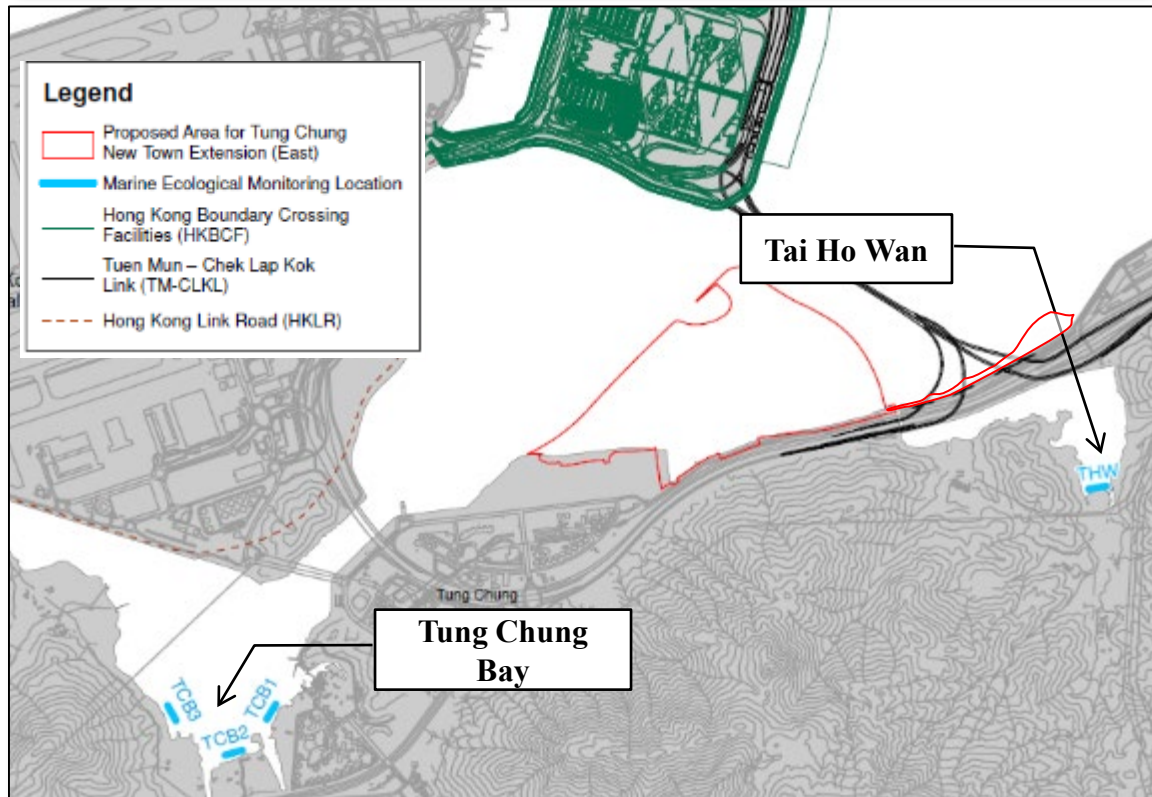 Legend
Proposed Area for Tung Chung
New Town Extension (East)
Marine Ecological Monitoring Location
Hong Kong Boundary Crossing
Facilities (HKBCF)
Tuen Mun – Chek Lap Kok
Link (TM-CLKL)
Hong Kong Link Road (HKLR)
Tai Ho Wan
THW
Tung Chung
Tung Chung
Bay
TCB3
TCB1
TCB2